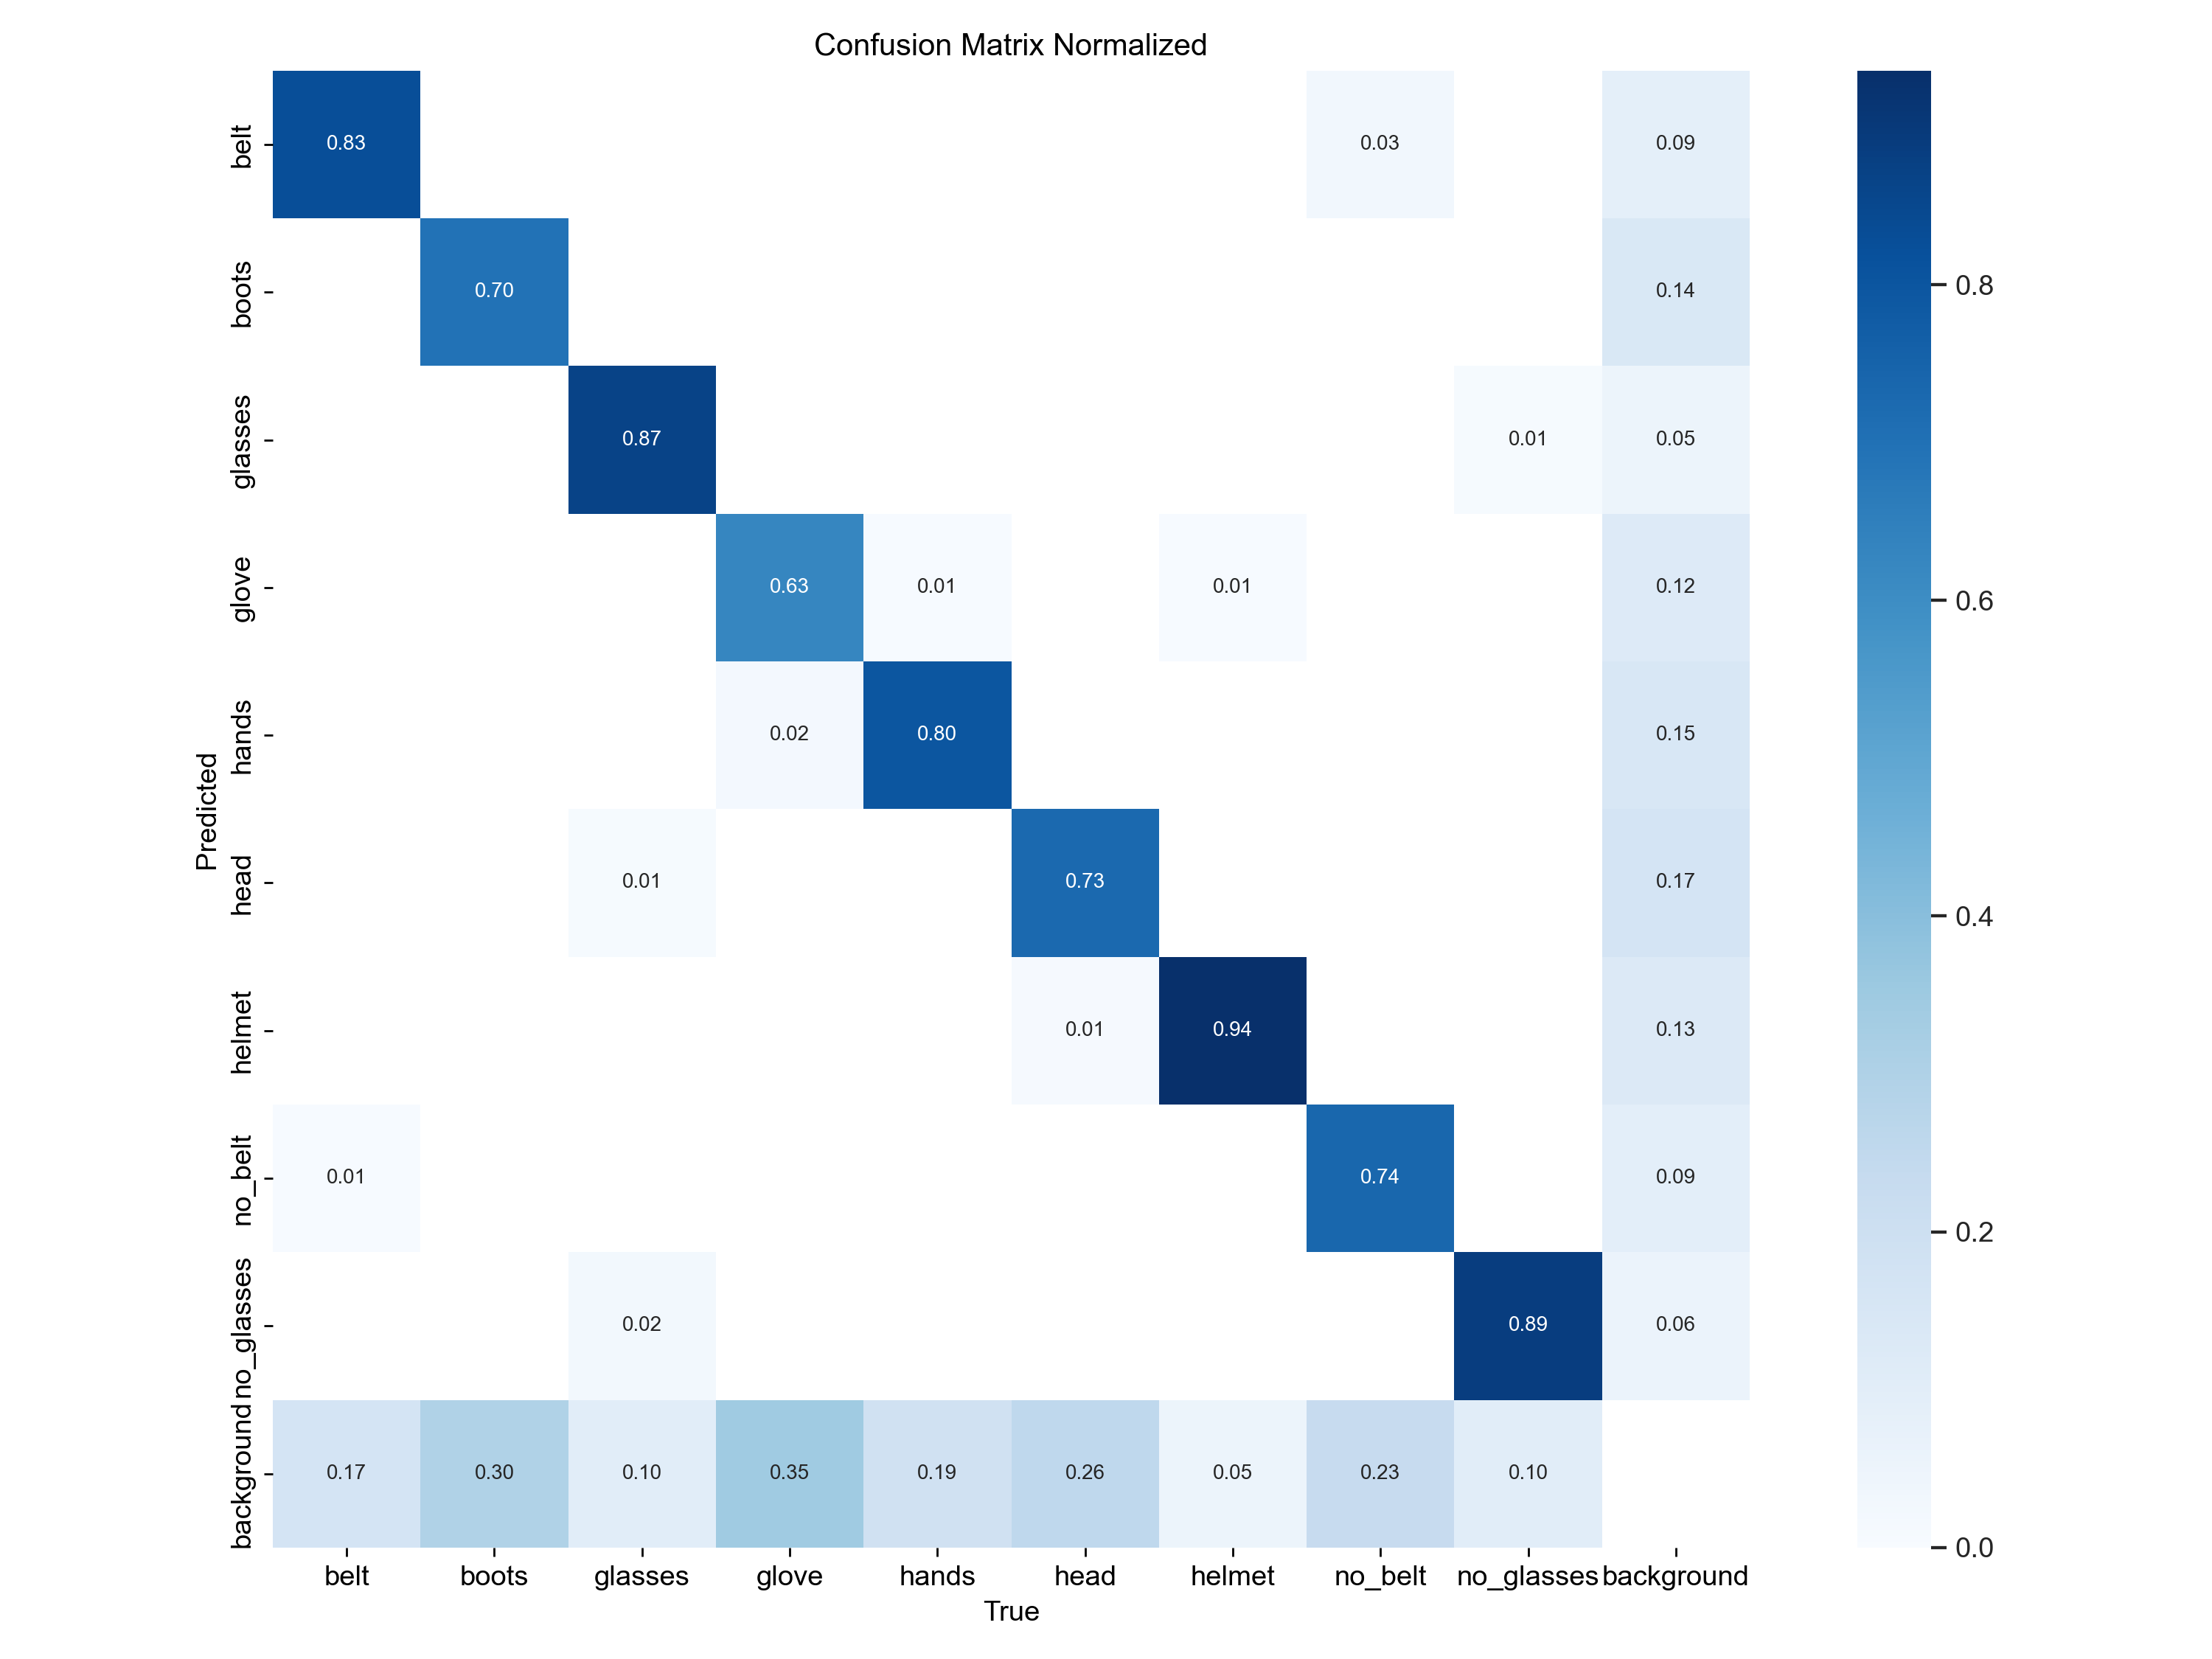 Confusion Matrix Normalized
belt 0.83 0.03 0.09
boots 0.70 0.14
glasses 0.87 0.01 0.05
glove 0.63 0.01 0.01 0.12
hands 0.02 0.80 0.15
head 0.01 0.73 0.17
helmet 0.01 0.94 0.13
no_belt 0.01 0.74 0.09
no_glasses 0.02 0.89 0.06
background 0.17 0.30 0.10 0.35 0.19 0.26 0.05 0.23 0.10
belt boots glasses glove hands head helmet no_belt no_glasses background
True
Predicted
0.8
0.6
0.4
0.2
0.0